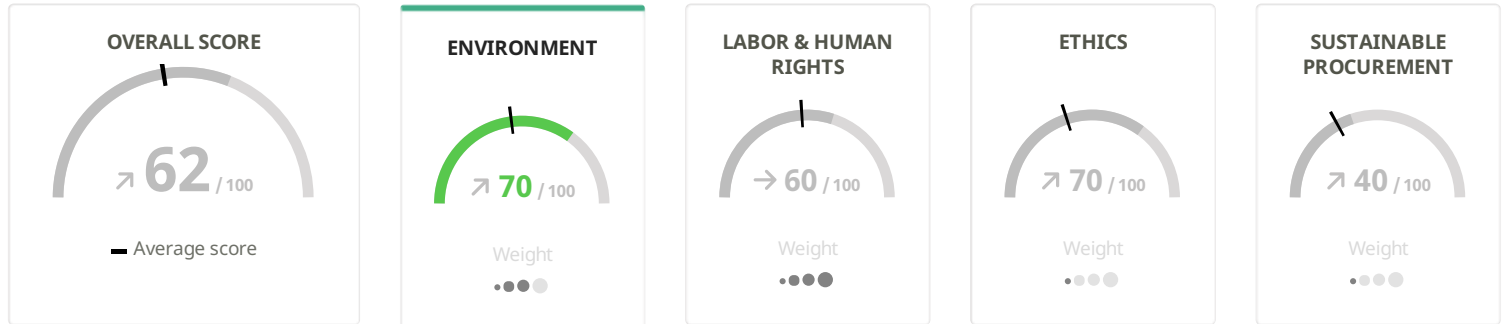 OVERALL SCORE
62 / 100
Average score
ENVIRONMENT
70 / 100
Weight
LABOR & HUMAN
RIGHTS
60 / 100
Weight
ETHICS
70 / 100
Weight
SUSTAINABLE
PROCUREMENT
40 / 100
Weight